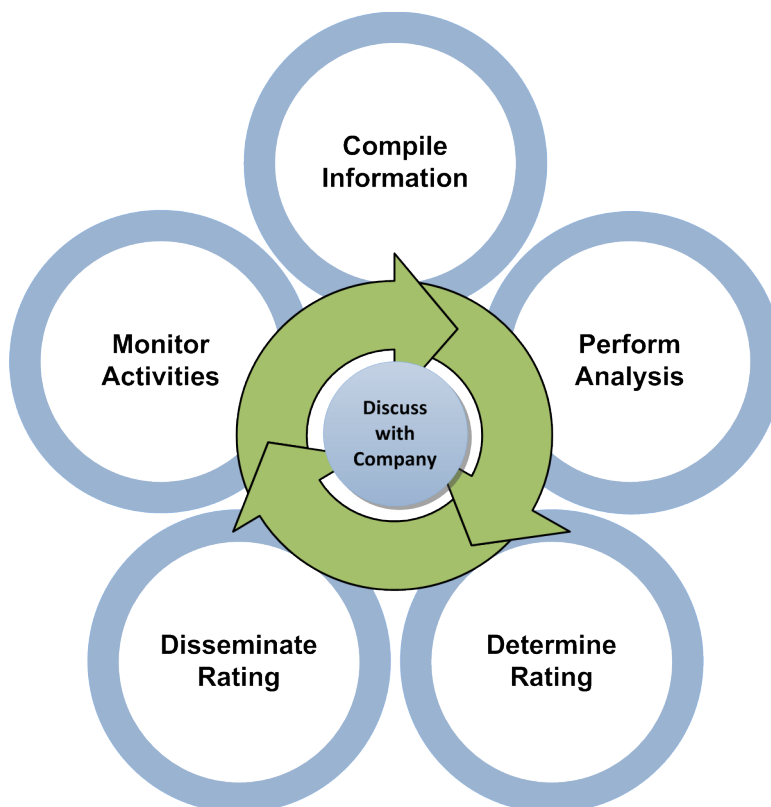 Compile
Information
Perform
Analysis
Determine
Rating
Disseminate
Rating
Monitor
Activities
Discuss
with
Company